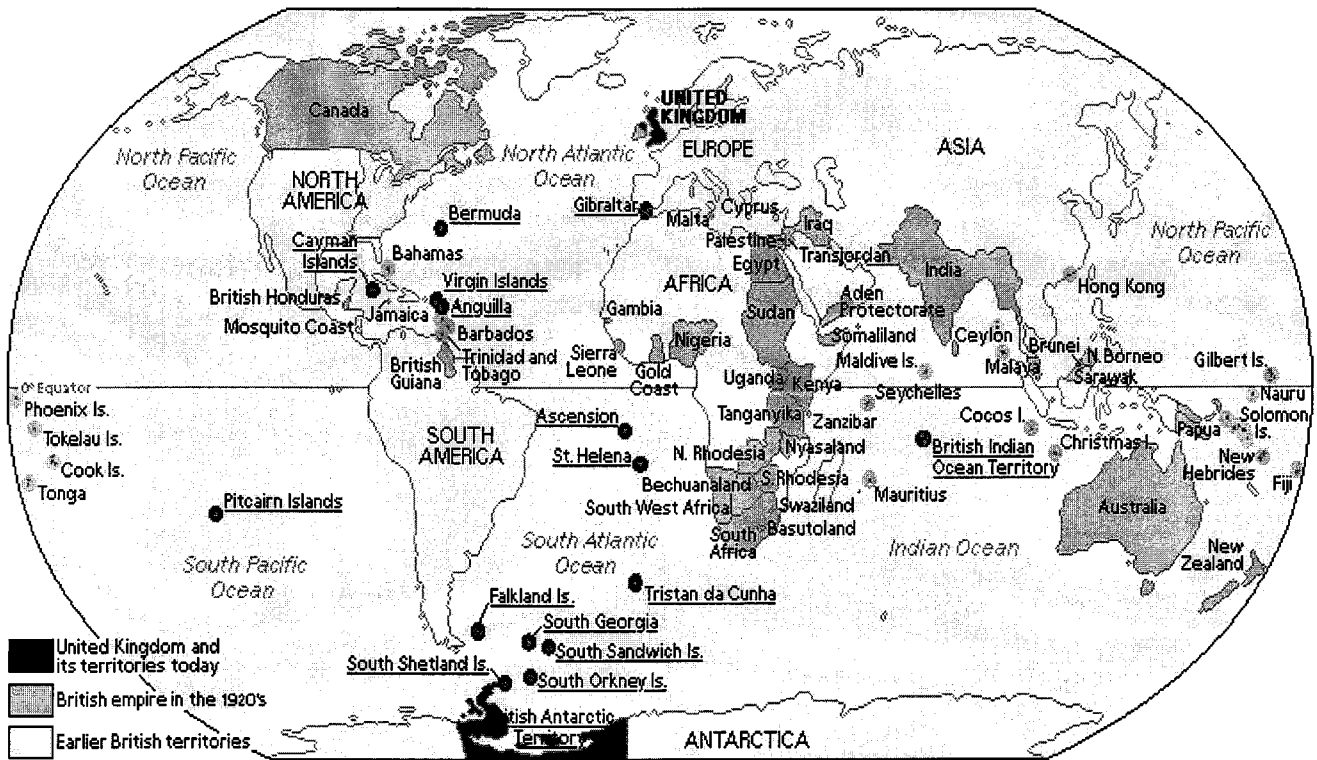 Canada
UNITED
KINGDOM
EUROPE
ASIA
North Pacific
Ocean
NORTH
AMERICA
North Atlantic
Ocean
Bermuda
Gibraltar
Malta
Cyprus
Iraq
Palestine
Transjordan
Egypt
India
North Pacific
Ocean
Cayman
Islands
Bahamas
Virgin Islands
British Honduras
Jamaica
Anguilla
Mosquito Coast
Barbados
Trinidad and
Tobago
British
Guiana
AFRICA
Gambia
Sierra
Leone
Gold
Coast
Nigeria
Sudan
Aden
Protectorate
Somaliland
Maldive Is.
Ceylon
Hong Kong
Brunei
Malaya
N. Borneo
Sarawak
Gilbert Is.
0° Equator
Phoenix Is.
Tokelau Is.
Cook Is.
Tonga
Pitcairn Islands
SOUTH
AMERICA
Ascension
St. Helena
Uganda
Kenya
Seychelles
Tanganyika
Zanzibar
N. Rhodesia
Nyasaland
Bechuanaland
S. Rhodesia
Mauritius
South West Africa
Swaziland
Basutoland
South
Africa
Cocos I.
British Indian
Ocean Territory
Christmas I.
Papua
Nauru
Solomon
Is.
New
Hebrides
Fiji
Australia
New
Zealand
South Pacific
Ocean
South Atlantic
Ocean
Indian Ocean
Tristan da Cunha
Falkland Is.
South Georgia
South Sandwich Is.
South Shetland Is.
South Orkney Is.
itish Antarctic
Territory
ANTARCTICA
United Kingdom and
its territories today
British empire in the 1920's
Earlier British territories